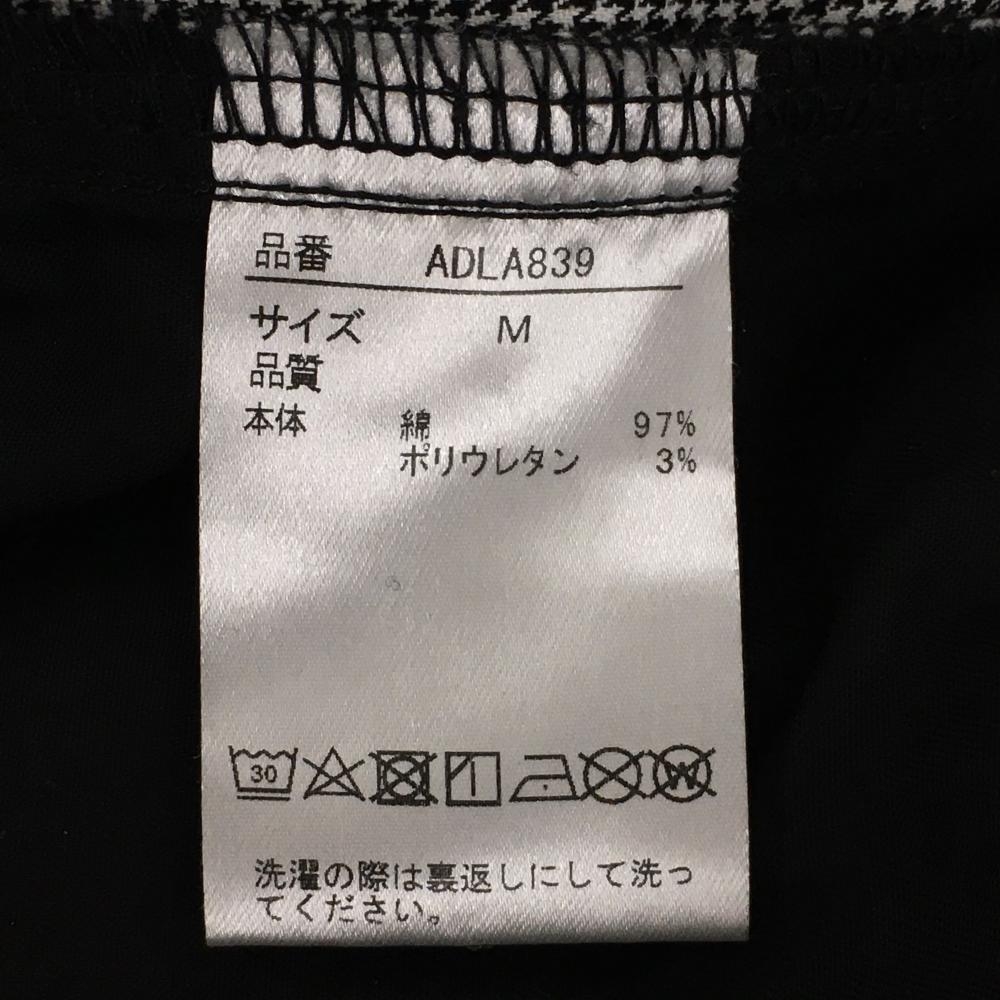 品番 ADLA839
サイズ M
品質
本体 綿 97%
ポリウレタン 3%
30 W
洗濯の際は裏返しにして洗っ
てください。